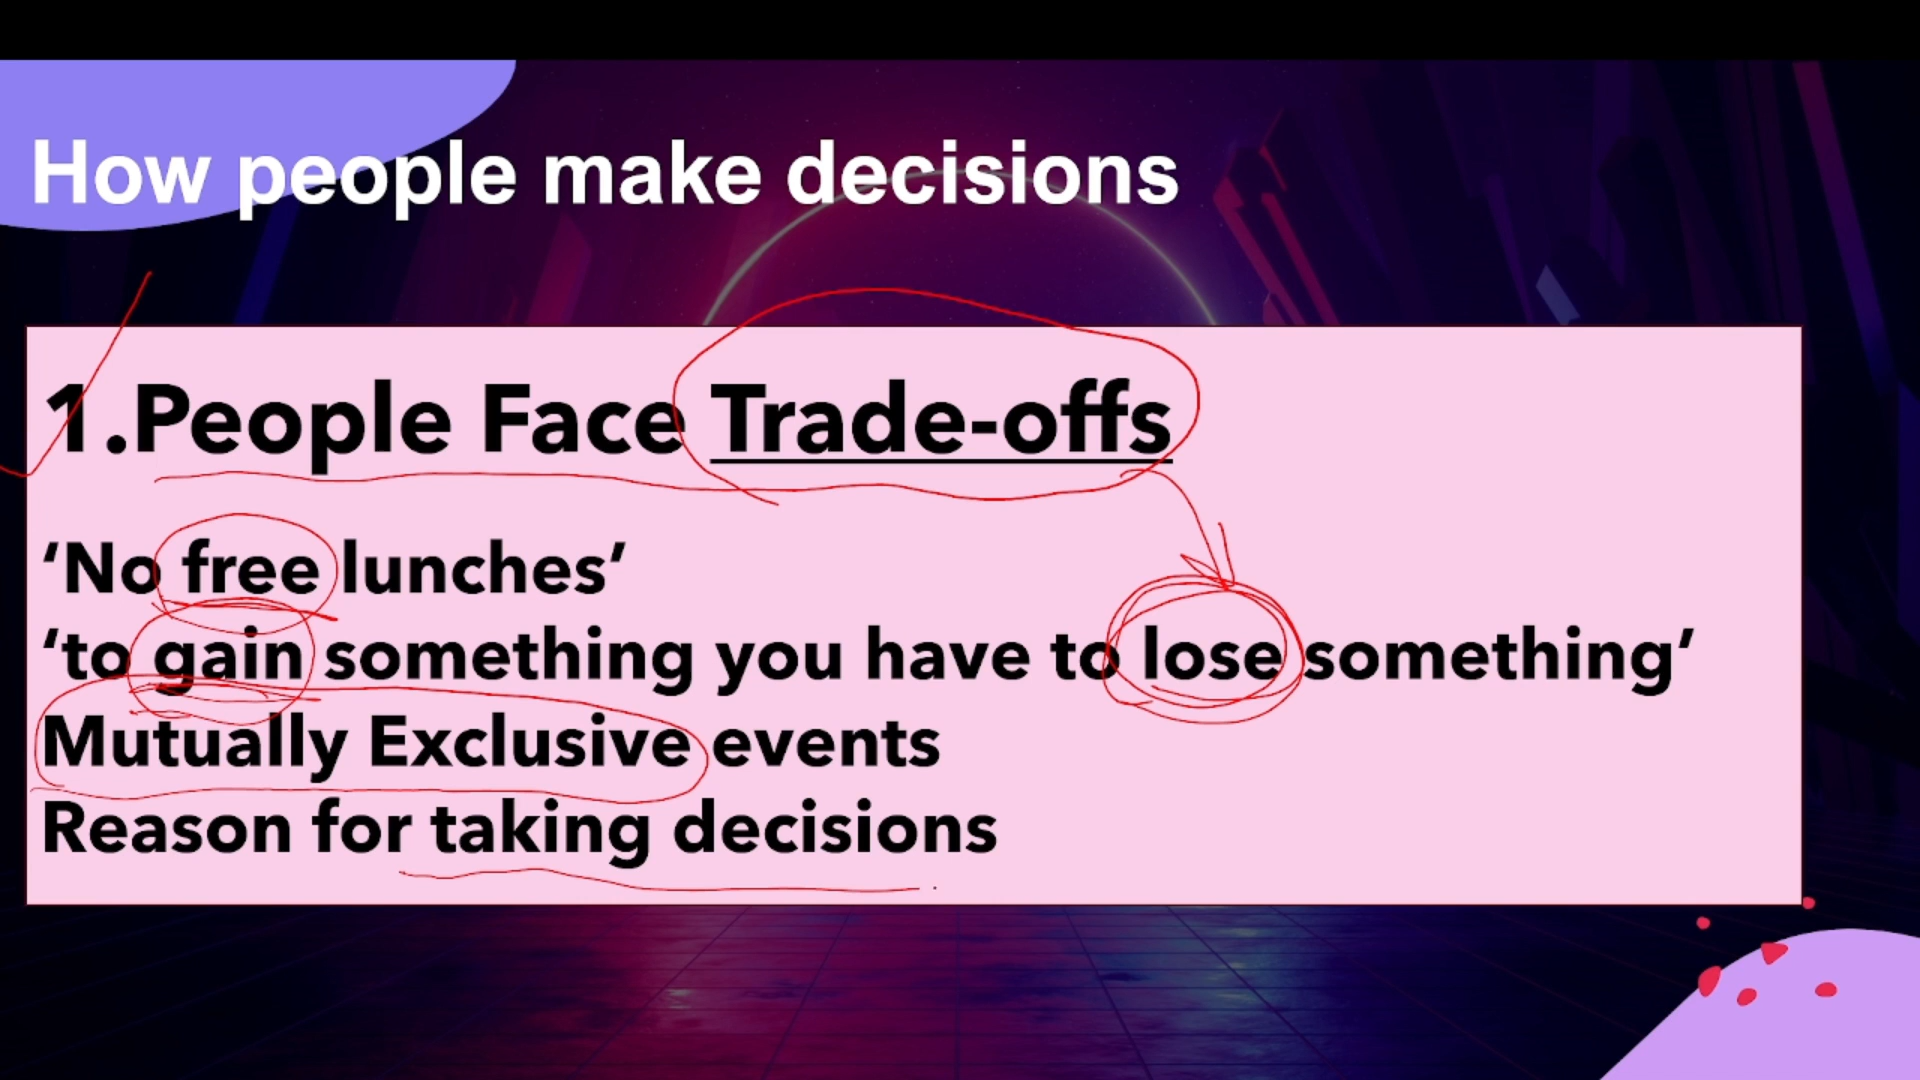 How people make decisions
1.People Face Trade-offs
‘No free lunches’
‘to gain something you have to lose something’
Mutually Exclusive events
Reason for taking decisions